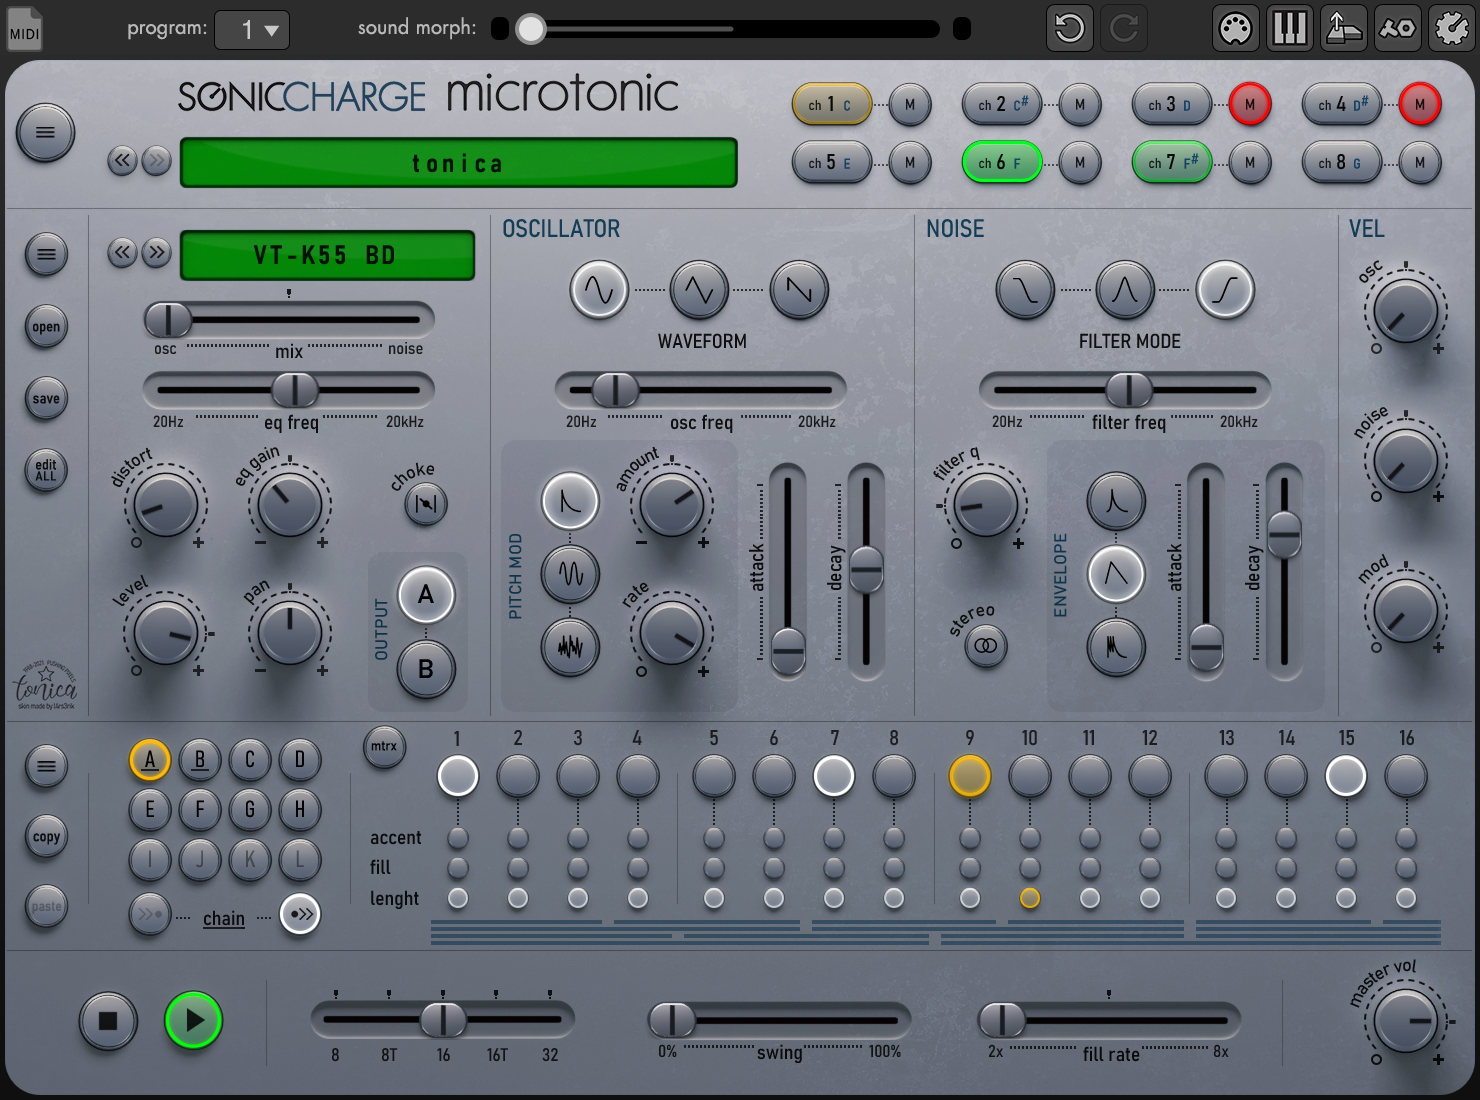 MIDI
program: 1
sound morph:
SONICCHARGE microtonic
tonica
ch 1 C M
ch 2 C# M
ch 3 D M
ch 4 D# M
ch 5 E M
ch 6 F M
ch 7 F# M
ch 8 G M
open
save
edit
ALL
VT-K55 BD
osc mix noise
20Hz eq freq 20kHz
distort
eq gain
choke
level
pan
OUTPUT
A
B
OSCILLATOR
WAVEFORM
20Hz osc freq 20kHz
PITCH MOD
amount
rate
attack
decay
NOISE
FILTER MODE
20Hz filter freq 20kHz
filter q
stereo
ENVELOPE
attack
decay
VEL
osc
noise
mod
tonica
skin made by
copy
paste
A B C D
E F G H
I J K L
chain
mtrx
1 2 3 4 5 6 7 8 9 10 11 12 13 14 15 16
accent
fill
lenght
8 8T 16 16T 32
0% swing 100%
2x fill rate 8x
master vol